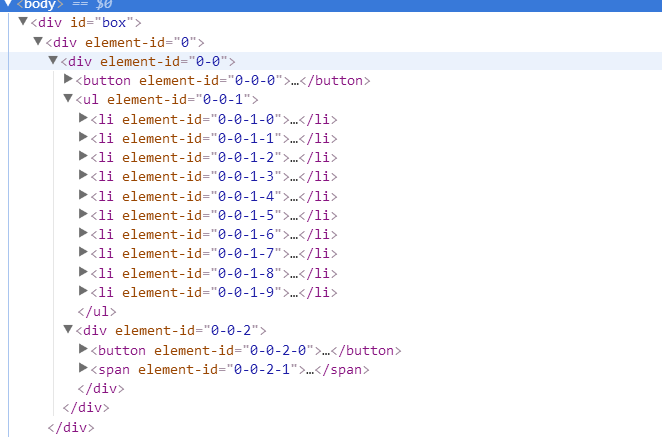 <body> == $0
<div id="box">
<div element-id="0">
<div element-id="0-0">
<button element-id="0-0-0">…</button>
<ul element-id="0-0-1">
<li element-id="0-0-1-0">…</li>
<li element-id="0-0-1-1">…</li>
<li element-id="0-0-1-2">…</li>
<li element-id="0-0-1-3">…</li>
<li element-id="0-0-1-4">…</li>
<li element-id="0-0-1-5">…</li>
<li element-id="0-0-1-6">…</li>
<li element-id="0-0-1-7">…</li>
<li element-id="0-0-1-8">…</li>
<li element-id="0-0-1-9">…</li>
</ul>
<div element-id="0-0-2">
<button element-id="0-0-2-0">…</button>
<span element-id="0-0-2-1">…</span>
</div>
</div>
</div>